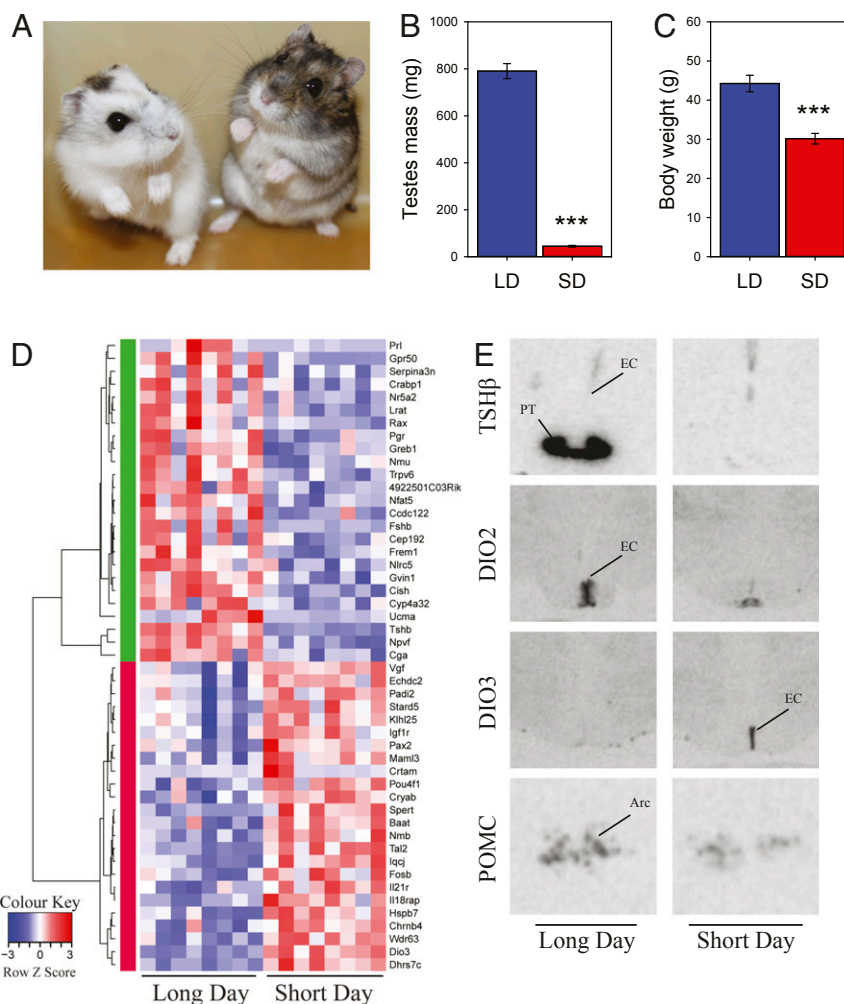 A
B
Testes mass (mg)
1000
800
600
400
200
0
***
LD
SD
C
Body weight (g)
60
50
40
30
20
10
0
***
LD
SD
D
Prl
Gpr50
Serpina3n
Crabp1
Nr5a2
Lrat
Rax
Pgr
Greb1
Nmu
Trpv6
4922501C03Rik
Nfat5
Ccdc122
Fshb
Cep192
Frem1
Nlrc5
Gvin1
Cish
Cyp4a32
Ucma
Tshb
Npvf
Cga
Vgf
Echdc2
Padi2
Stard5
Klhl25
Igf1r
Pax2
Maml3
Crtam
Pou4f1
Cryab
Spert
Baat
Nmb
Tal2
Iqcj
Fosb
Il21r
Il18rap
Hspb7
Chrnb4
Wdr63
Dio3
Dhrs7c
Colour Key
−3 0 3
Row Z Score
Long Day
Short Day
E
TSHβ
EC
PT
DIO2
EC
DIO3
EC
POMC
Arc
Long Day
Short Day